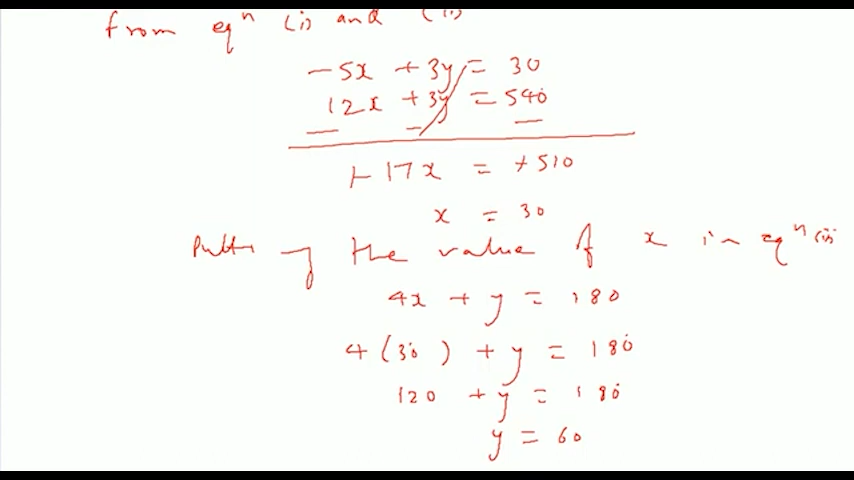 from eqⁿ (i) and (ii
-5x + 3y = 30
12x + 3y = 540
- - -
+ 17x = + 510
x = 30
Putting the value of x in eqⁿ (ii)
4x + y = 180
4 (30) + y = 180
120 + y = 180
y = 60